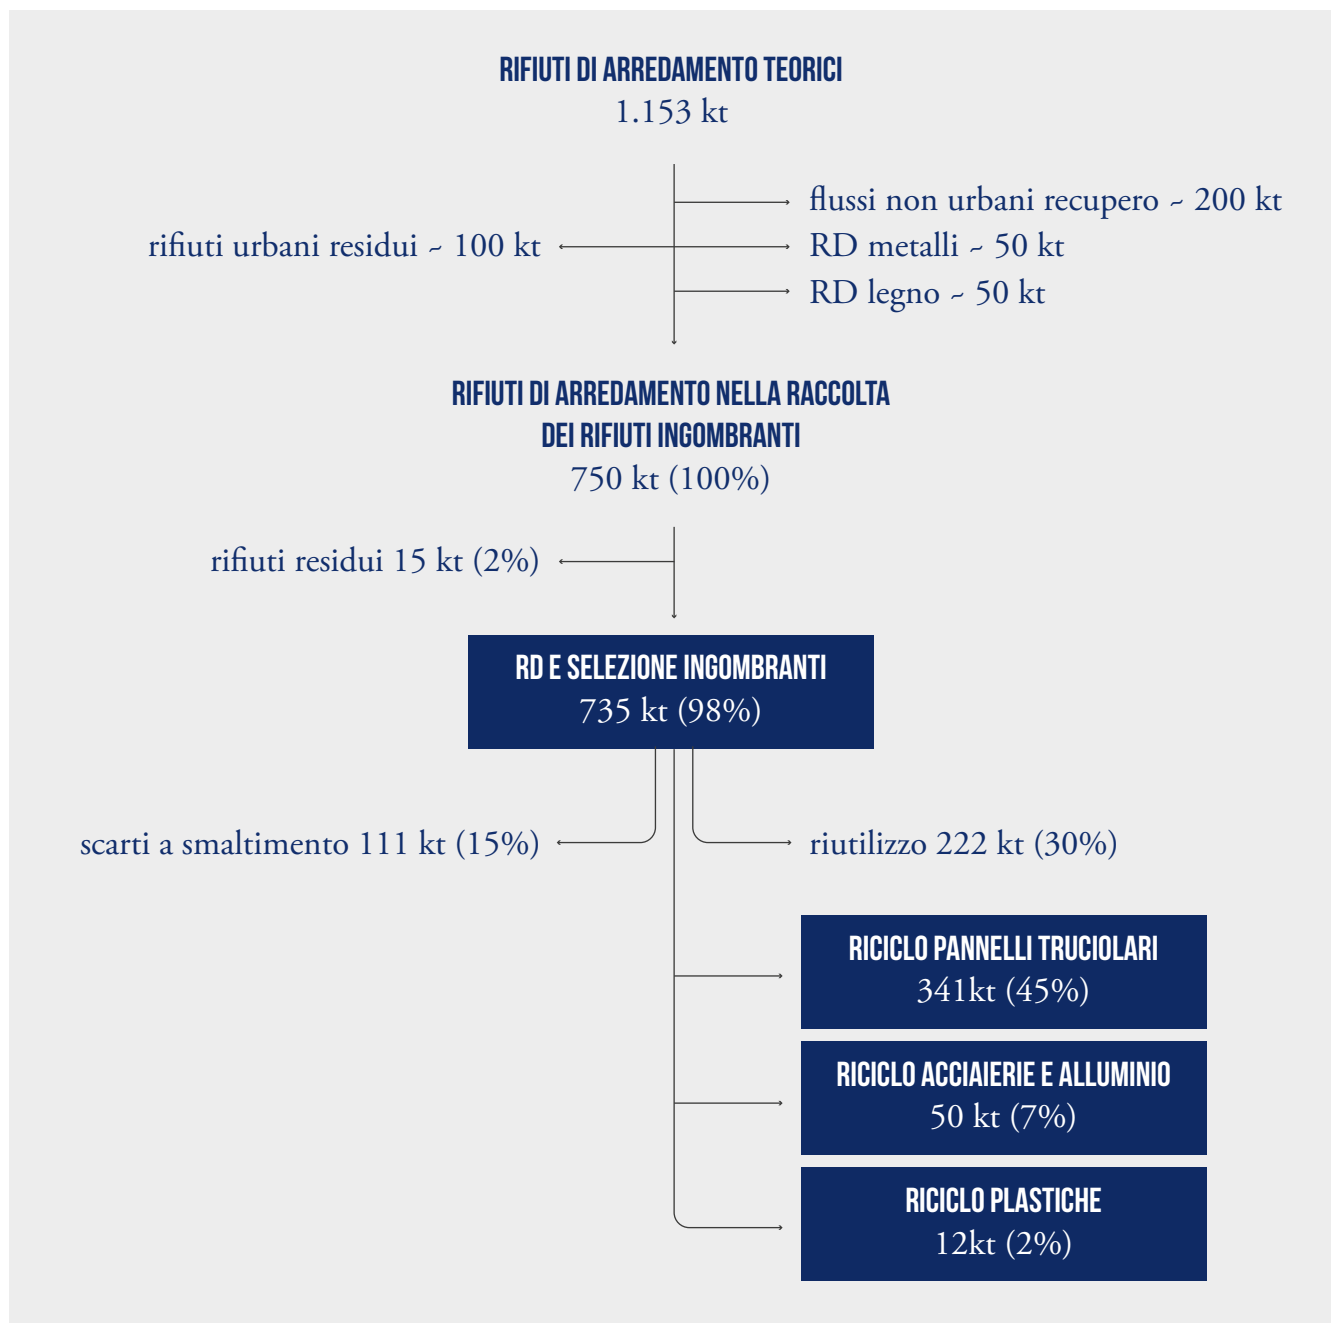 RIFIUTI DI ARREDAMENTO TEORICI
1.153 kt
flussi non urbani recupero ~ 200 kt
rifiuti urbani residui ~ 100 kt
RD metalli ~ 50 kt
RD legno ~ 50 kt
RIFIUTI DI ARREDAMENTO NELLA RACCOLTA
DEI RIFIUTI INGOMBRANTI
750 kt (100%)
rifiuti residui 15 kt (2%)
RD E SELEZIONE INGOMBRANTI
735 kt (98%)
scarti a smaltimento 111 kt (15%)
riutilizzo 222 kt (30%)
RICICLO PANNELLI TRUCIOLARI
341kt (45%)
RICICLO ACCIAIERIE E ALLUMINIO
50 kt (7%)
RICICLO PLASTICHE
12kt (2%)